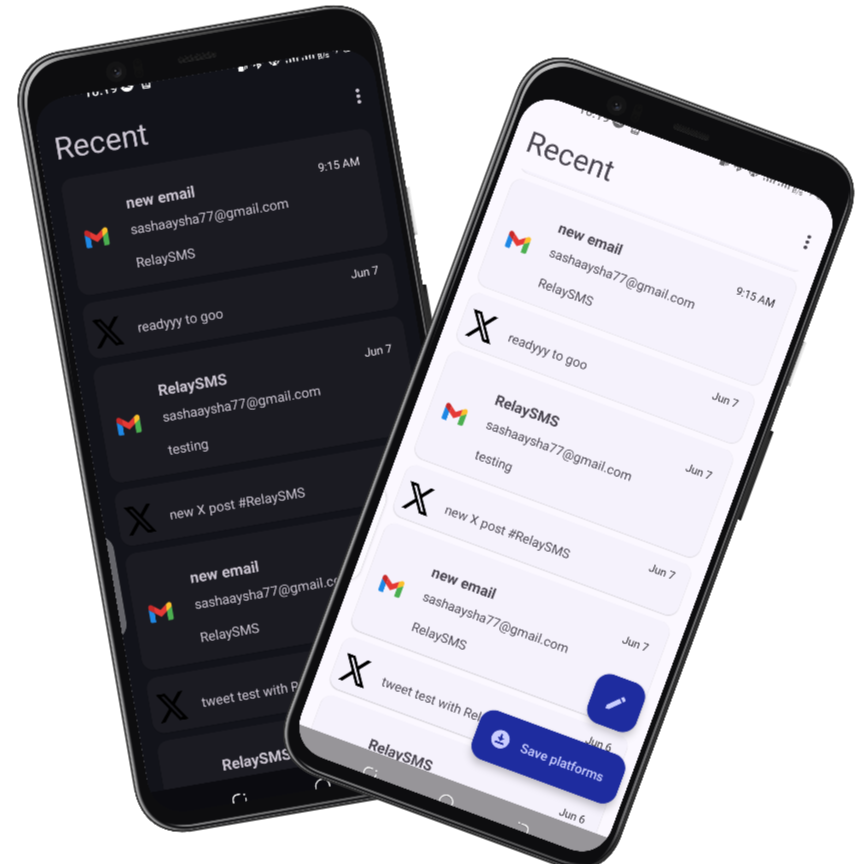 10:19
Recent
9:15 AM
new email
sashaaysha77@gmail.com
RelaySMS
Jun 7
readyyy to goo
Jun 7
RelaySMS
sashaaysha77@gmail.com
testing
new X post #RelaySMS
new email
sashaaysha77@gmail.c
RelaySMS
tweet test with R
RelaySMS
Recent
new email
sashaaysha77@gmail.com
9:15 AM
RelaySMS
readyyy to goo
Jun 7
RelaySMS
sashaaysha77@gmail.com
Jun 7
testing
new X post #RelaySMS
Jun 7
new email
sashaaysha77@gmail.com
Jun 7
RelaySMS
tweet test with Rel
Jun 6
Save platforms
RelaySMS
Jun 6